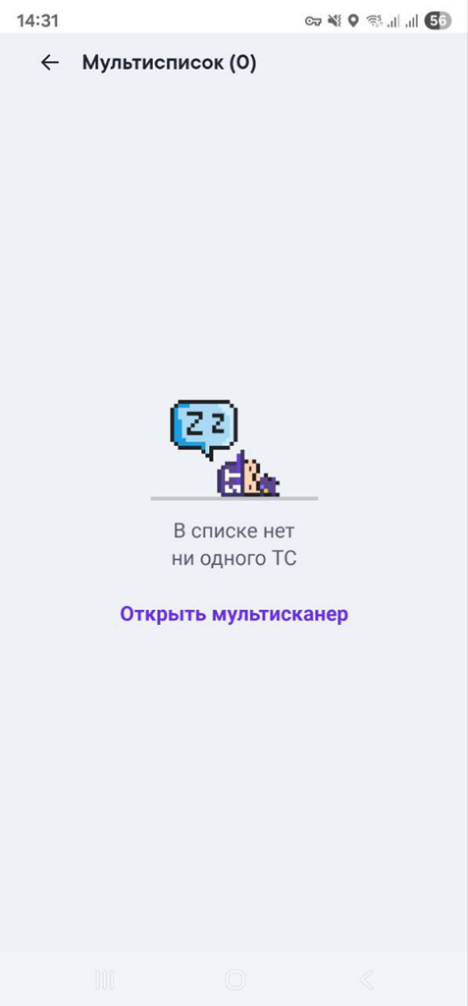 14:31
56
Мультисписок (0)
Z z
В списке нет
ни одного ТС
Открыть мультисканер